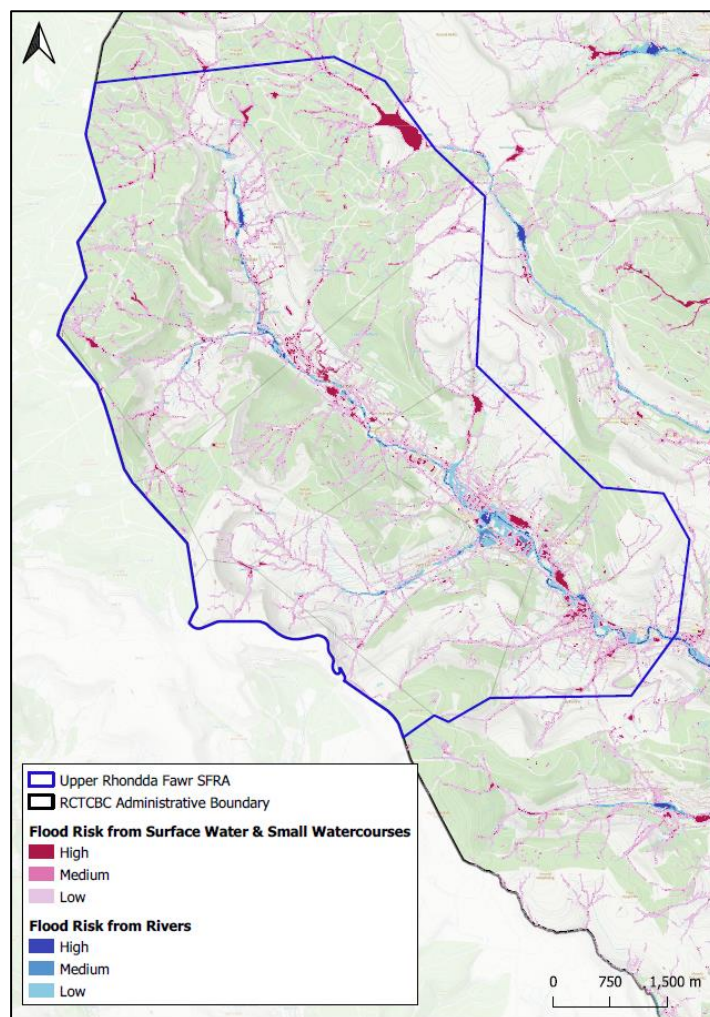 Upper Rhondda Fawr SFRA
RCTCBC Administrative Boundary
Flood Risk from Surface Water & Small Watercourses
High
Medium
Low
Flood Risk from Rivers
High
Medium
Low
0 750 1,500 m